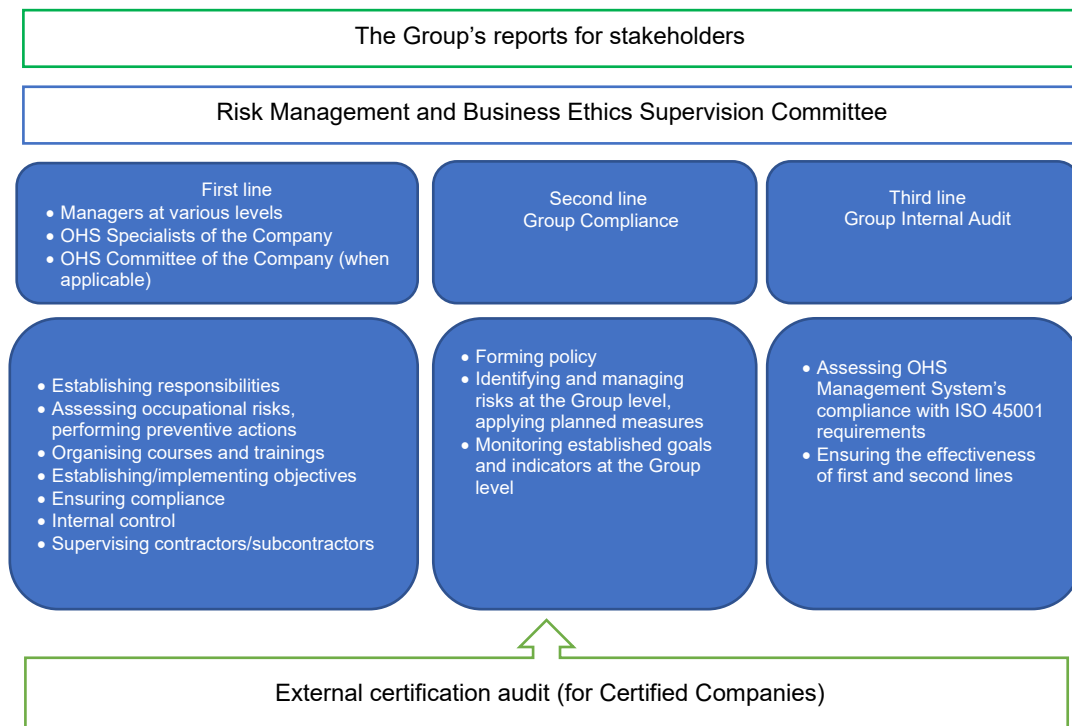 The Group’s reports for stakeholders
Risk Management and Business Ethics Supervision Committee
First line
• Managers at various levels
• OHS Specialists of the Company
• OHS Committee of the Company (when
applicable)
Second line
Group Compliance
Third line
Group Internal Audit
• Establishing responsibilities
• Assessing occupational risks,
performing preventive actions
• Organising courses and trainings
• Establishing/implementing objectives
• Ensuring compliance
• Internal control
• Supervising contractors/subcontractors
• Forming policy
• Identifying and managing
risks at the Group level,
applying planned measures
• Monitoring established goals
and indicators at the Group
level
• Assessing OHS
Management System’s
compliance with ISO 45001
requirements
• Ensuring the effectiveness
of first and second lines
External certification audit (for Certified Companies)